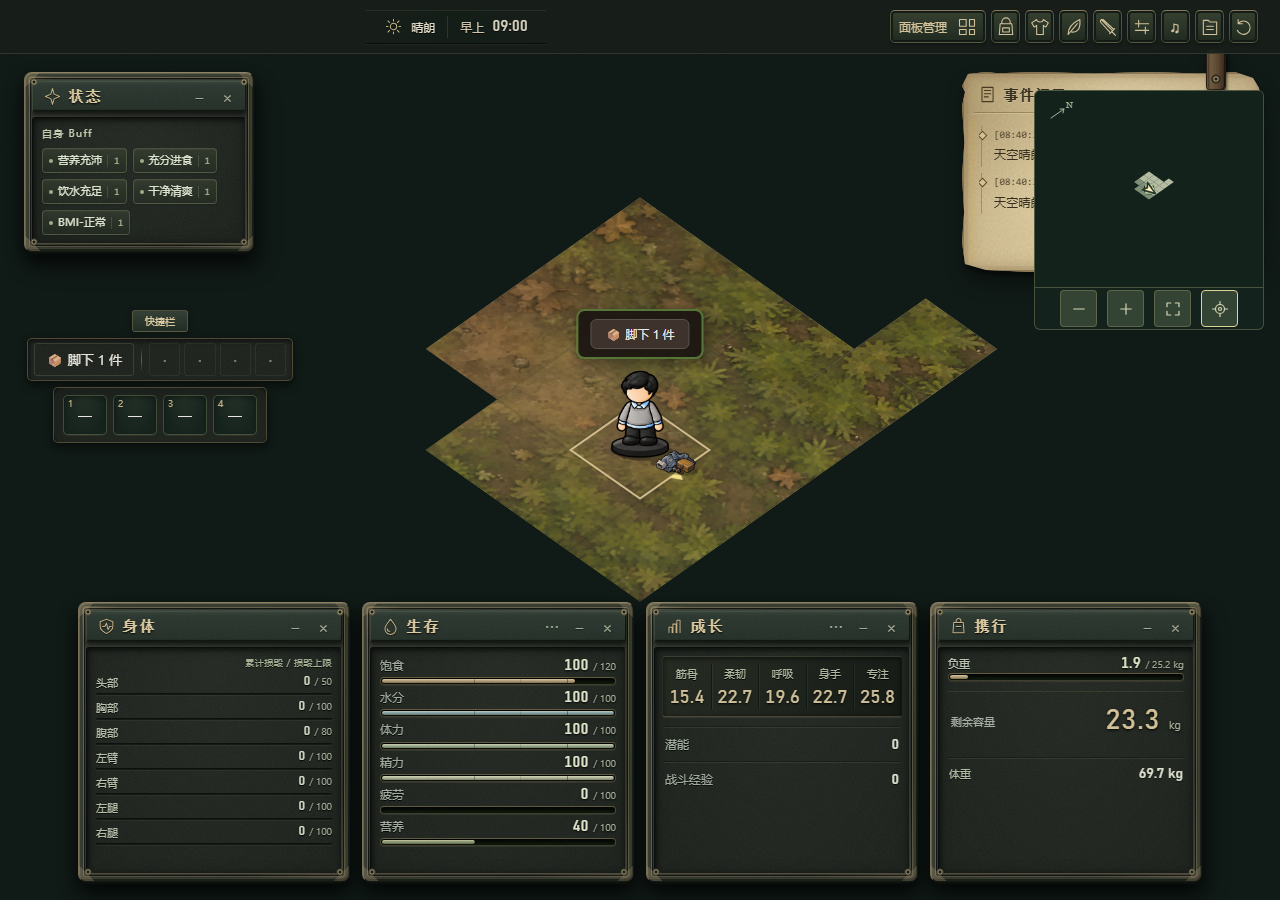 晴朗
早上 09:00
面板管理
状态
自身 Buff
营养充沛 1
充分进食 1
饮水充足 1
干净清爽 1
BMI-正常 1
事件
[08:40:
天空晴
[08:40:
天空晴
N
快捷栏
脚下 1 件
1
2
3
4
脚下 1 件
身体
累计损毁 / 损毁上限
头部 0 / 50
胸部 0 / 100
腹部 0 / 80
左臂 0 / 100
右臂 0 / 100
左腿 0 / 100
右腿 0 / 100
生存
饱食 100 / 120
水分 100 / 100
体力 100 / 100
精力 100 / 100
疲劳 0 / 100
营养 40 / 100
成长
筋骨 柔韧 呼吸 身手 专注
15.4 22.7 19.6 22.7 25.8
潜能 0
战斗经验 0
携行
负重 1.9 / 25.2 kg
剩余容量 23.3 kg
体重 69.7 kg